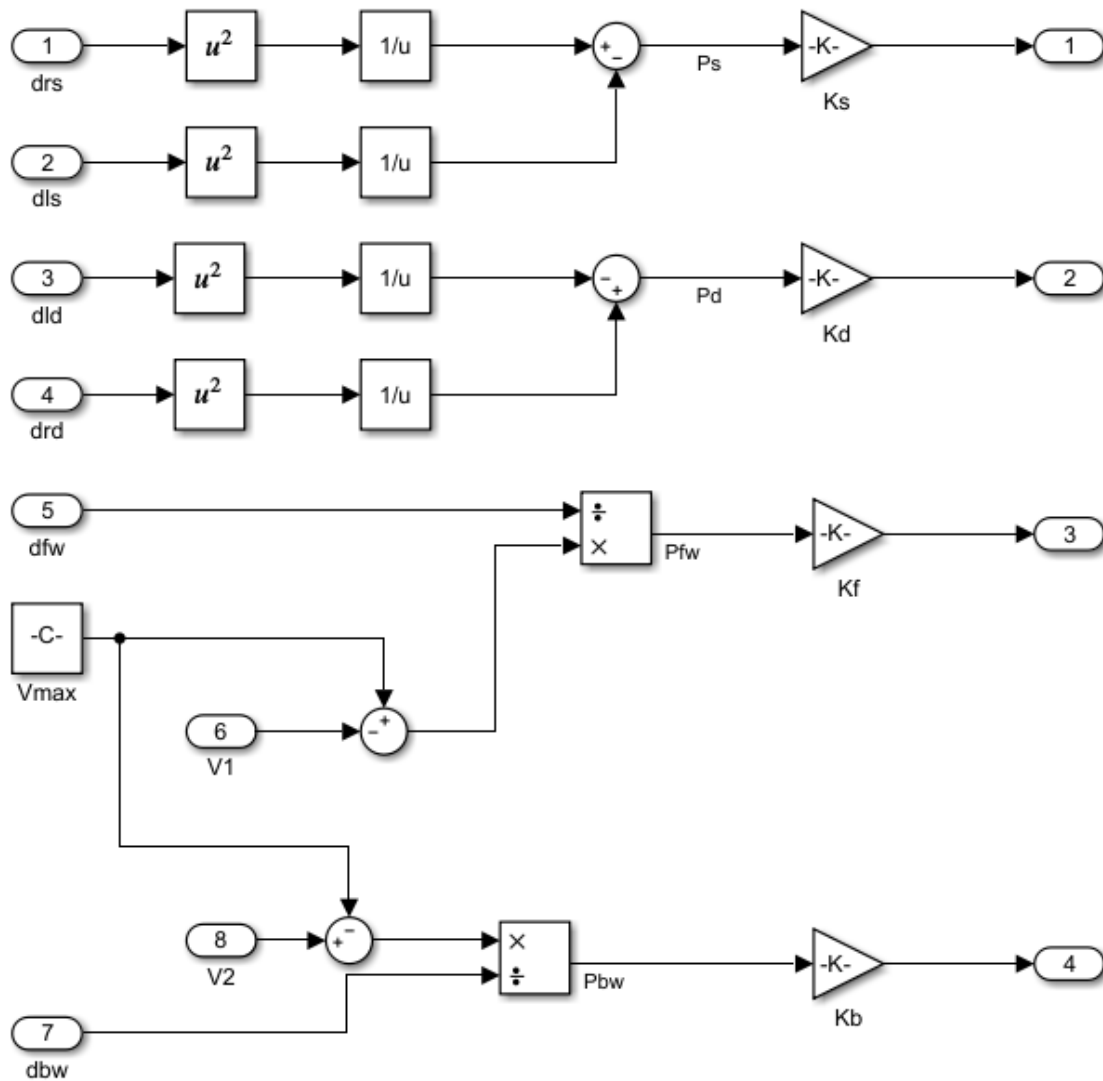 1 u² 1/u + - Ps -K- 1
drs Ks
2 u² 1/u
dls
3 u² 1/u - + Pd -K- 2
dld Kd
4 u² 1/u
drd
5 ÷ × Pfw -K- 3
dfw Kf
-C-
Vmax
6 - +
V1
8 + - × ÷ Pbw -K- 4
V2 Kb
7
dbw